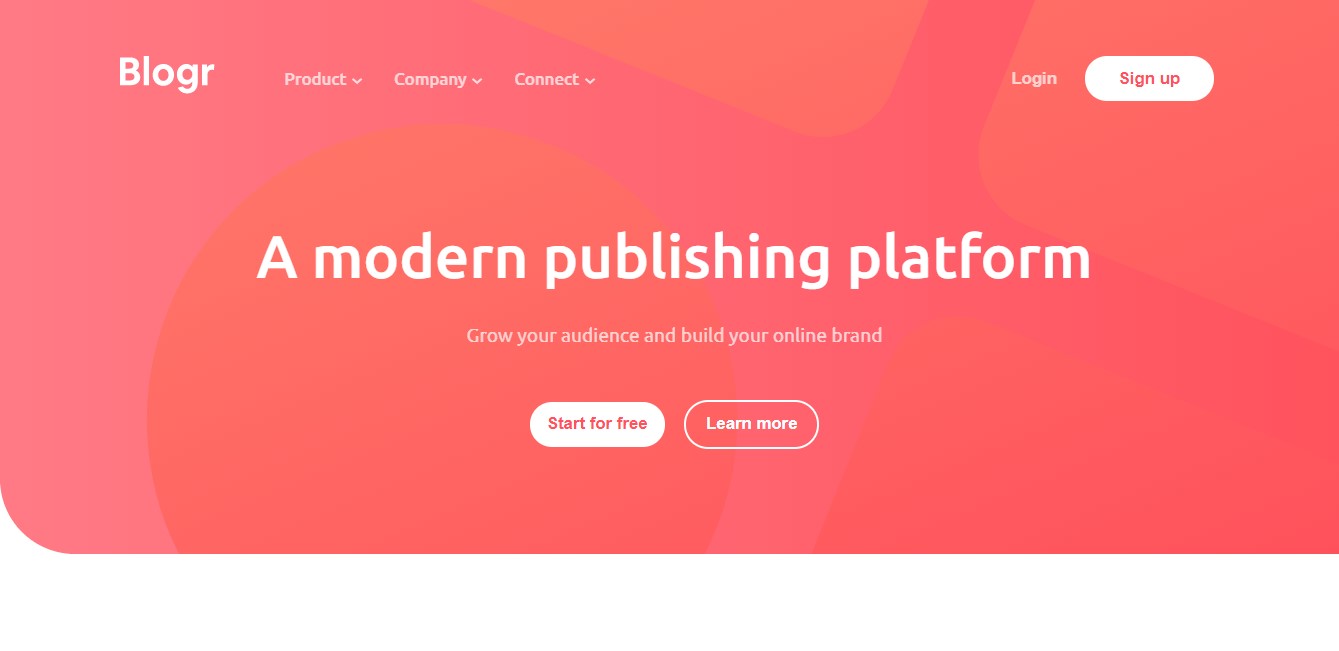 Blogr Product Company Connect Login Sign up
A modern publishing platform
Grow your audience and build your online brand
Start for free Learn more